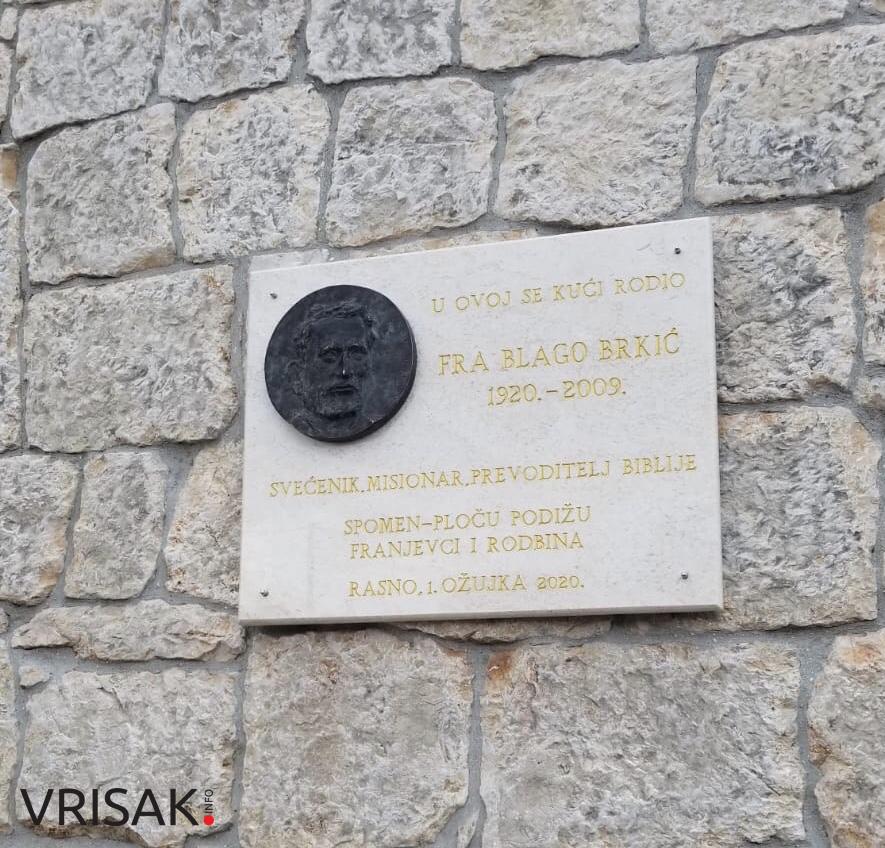 U OVOJ SE KUĆI RODIO
FRA BLAGO BRKIĆ
1920.-2009.
SVEĆENIK, MISIONAR, PREVODITELJ BIBLIJE
SPOMEN-PLOČU PODIŽU
FRANJEVCI I RODBINA
RASNO, 1. OŽUJKA 2020.
VRISAK.INFO